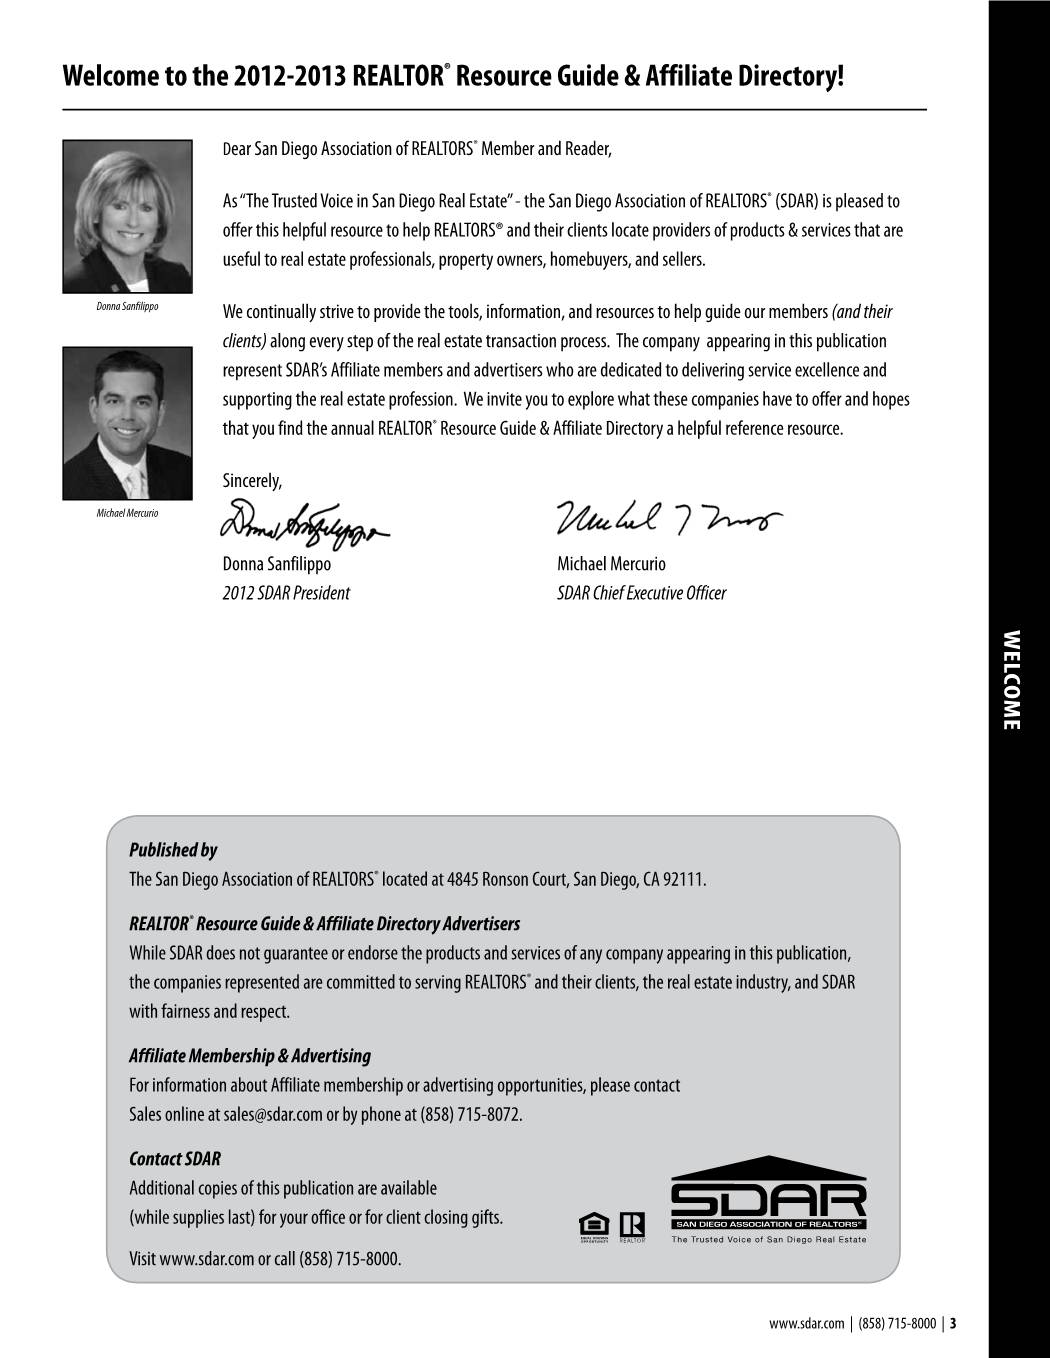 Welcome to the 2012-2013 REALTOR® Resource Guide & Affiliate Directory!
Dear San Diego Association of REALTORS® Member and Reader,
As “The Trusted Voice in San Diego Real Estate” - the San Diego Association of REALTORS® (SDAR) is pleased to
offer this helpful resource to help REALTORS® and their clients locate providers of products & services that are
useful to real estate professionals, property owners, homebuyers, and sellers.
Donna Sanfilippo
We continually strive to provide the tools, information, and resources to help guide our members (and their
clients) along every step of the real estate transaction process. The company appearing in this publication
represent SDAR’s Affiliate members and advertisers who are dedicated to delivering service excellence and
supporting the real estate profession. We invite you to explore what these companies have to offer and hopes
that you find the annual REALTOR® Resource Guide & Affiliate Directory a helpful reference resource.
Michael Mercurio
Sincerely,
Donna Sanfilippo
Donna Sanfilippo
2012 SDAR President
Michael Mercurio
SDAR Chief Executive Officer
WELCOME
Published by
The San Diego Association of REALTORS® located at 4845 Ronson Court, San Diego, CA 92111.
REALTOR® Resource Guide & Affiliate Directory Advertisers
While SDAR does not guarantee or endorse the products and services of any company appearing in this publication,
the companies represented are committed to serving REALTORS® and their clients, the real estate industry, and SDAR
with fairness and respect.
Affiliate Membership & Advertising
For information about Affiliate membership or advertising opportunities, please contact
Sales online at sales@sdar.com or by phone at (858) 715-8072.
Contact SDAR
Additional copies of this publication are available
(while supplies last) for your office or for client closing gifts.
Visit www.sdar.com or call (858) 715-8000.
EQUAL HOUSING
OPPORTUNITY
R
REALTOR®
SDAR
SAN DIEGO ASSOCIATION OF REALTORS®
The Trusted Voice of San Diego Real Estate
www.sdar.com | (858) 715-8000 | 3